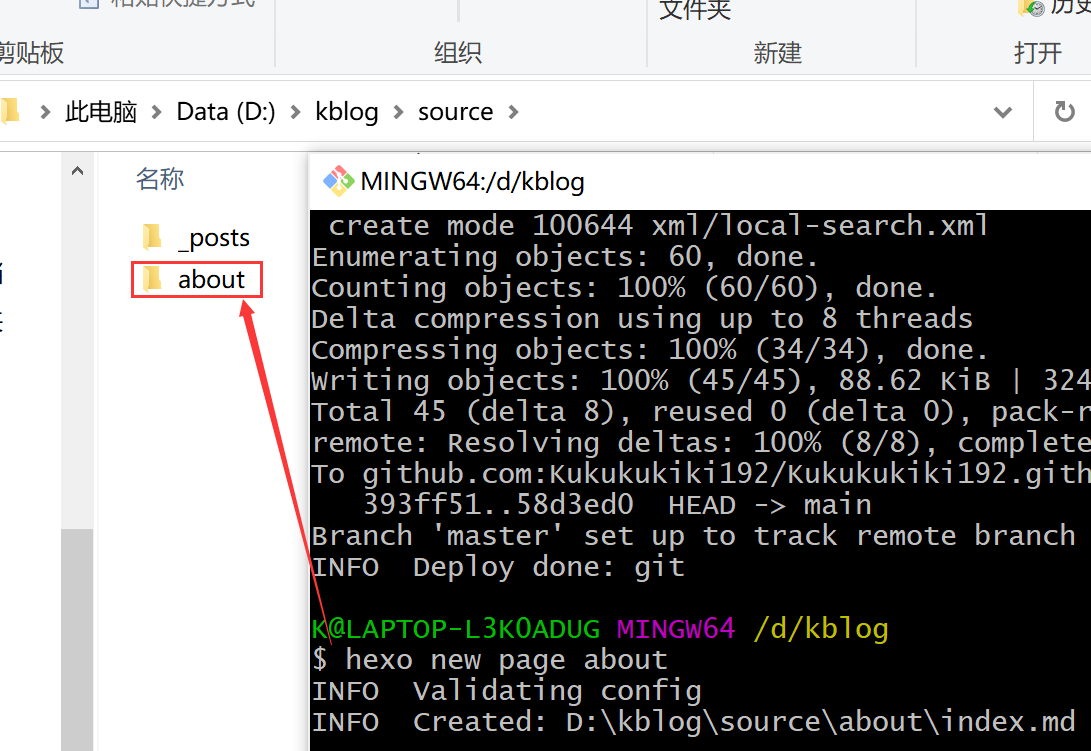 粘贴快捷方式
文件夹
历史
剪贴板
组织
新建
打开
此电脑 Data (D:) kblog source
名称
_posts
about
MINGW64:/d/kblog
create mode 100644 xml/local-search.xml
Enumerating objects: 60, done.
Counting objects: 100% (60/60), done.
Delta compression using up to 8 threads
Compressing objects: 100% (34/34), done.
Writing objects: 100% (45/45), 88.62 KiB | 324
Total 45 (delta 8), reused 0 (delta 0), pack-r
remote: Resolving deltas: 100% (8/8), complete
To github.com:Kukukukiki192/Kukukukiki192.gith
393ff51..58d3ed0 HEAD -> main
Branch 'master' set up to track remote branch
INFO Deploy done: git
K@LAPTOP-L3KOADUG MINGW64 /d/kblog
$ hexo new page about
INFO Validating config
INFO Created: D:\kblog\source\about\index.md